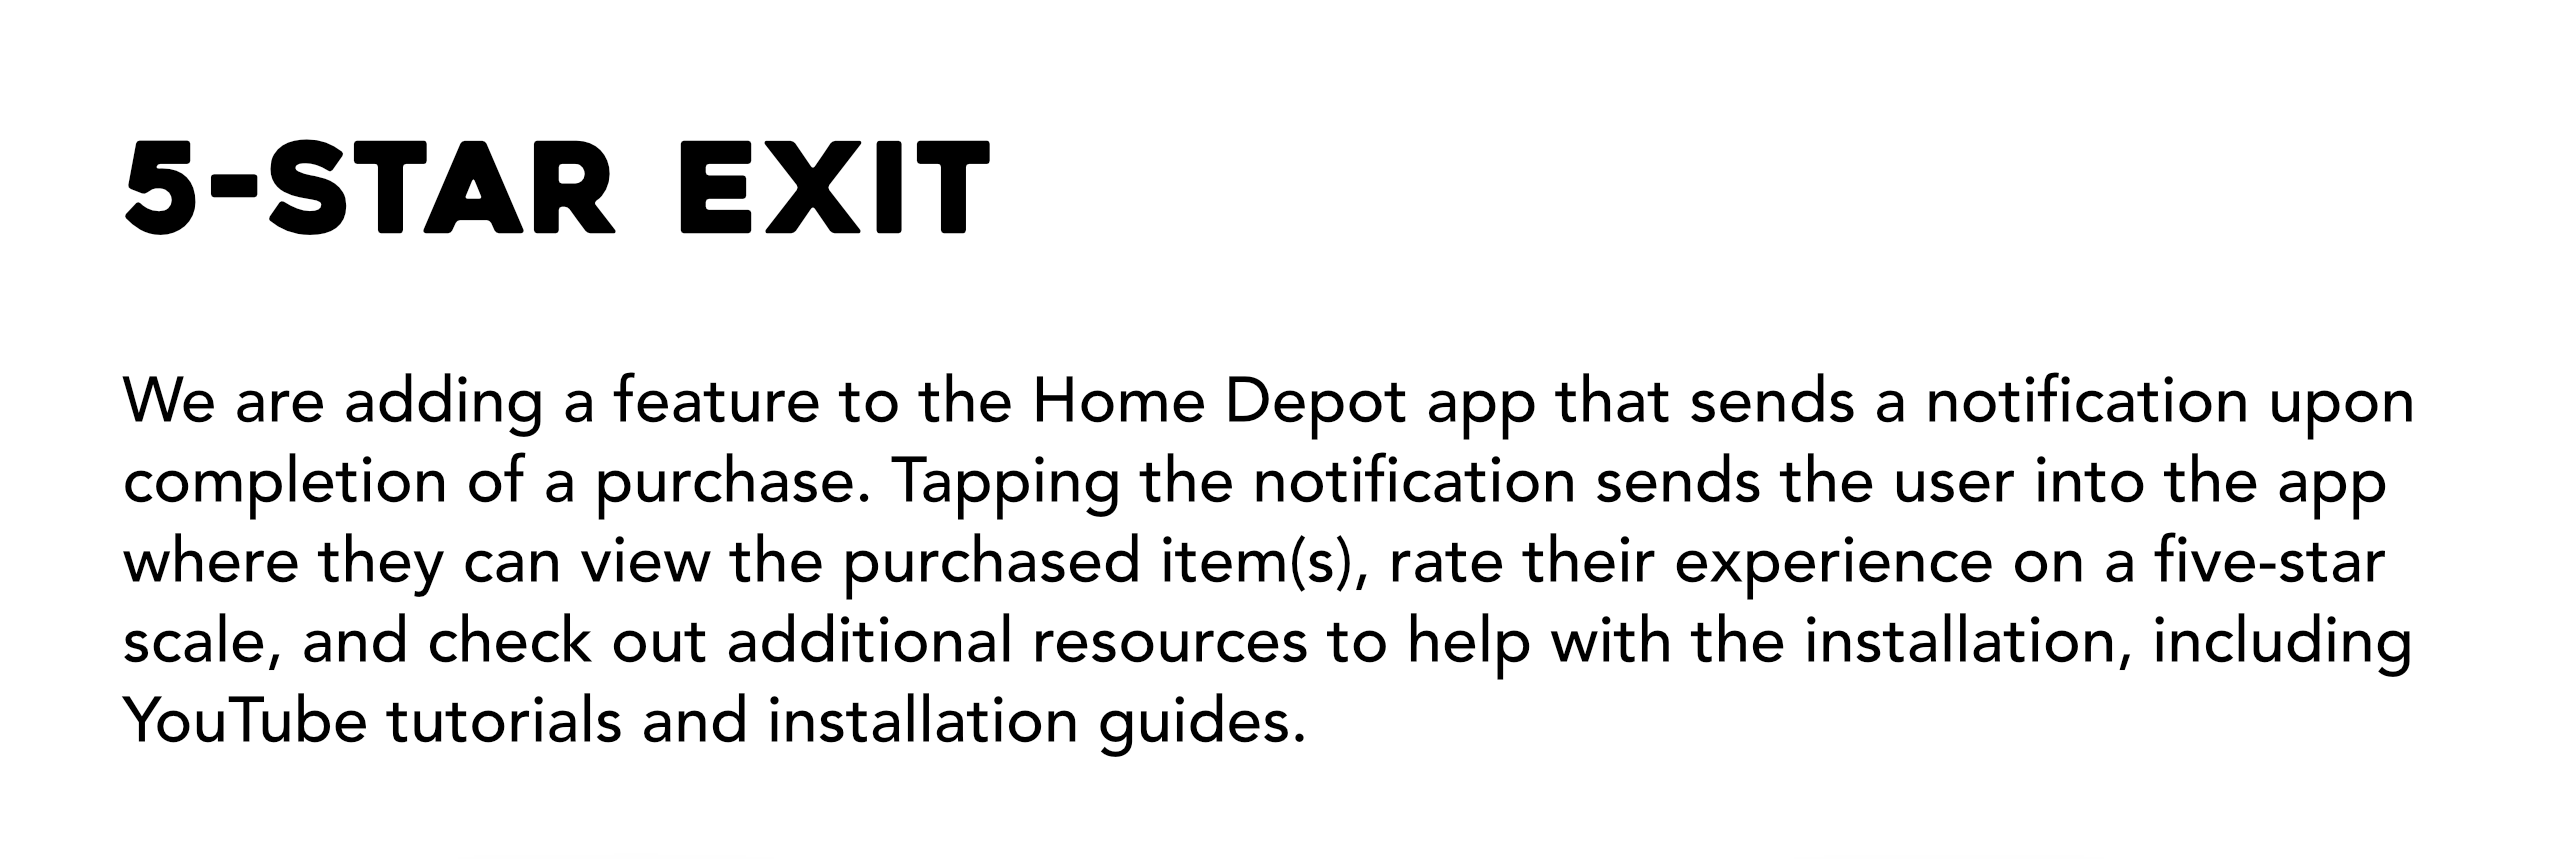 5-STAR EXIT
We are adding a feature to the Home Depot app that sends a notification upon
completion of a purchase. Tapping the notification sends the user into the app
where they can view the purchased item(s), rate their experience on a five-star
scale, and check out additional resources to help with the installation, including
YouTube tutorials and installation guides.